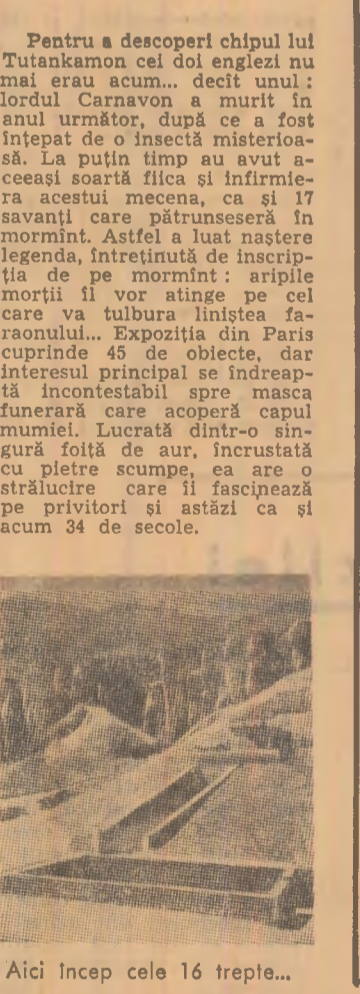 Pentru a descoperi chipul lui
Tutankamon cei doi englezi nu
mai erau acum... decît unul :
lordul Carnavon a murit în
anul următor, după ce a fost
înțepat de o insectă misterioa-
să. La puțin timp au avut a-
ceeași soartă fiica și infirmie-
ra acestui mecena, ca și 17
savanți care pătrunseseră în
mormînt. Astfel a luat naștere
legenda, întreținută de inscrip-
ția de pe mormînt : aripile
morții îl vor atinge pe cel
care va tulbura liniștea fa-
raonului... Expoziția din Paris
cuprinde 45 de obiecte, dar
interesul principal se îndreap-
tă incontestabil spre masca
funerară care acoperă capul
mumiei. Lucrată dintr-o sin-
gură foiță de aur, încrustată
cu pietre scumpe, ea are o
strălucire care îi fascinează
pe privitori și astăzi ca și
acum 34 de secole.
Aici încep cele 16 trepte...